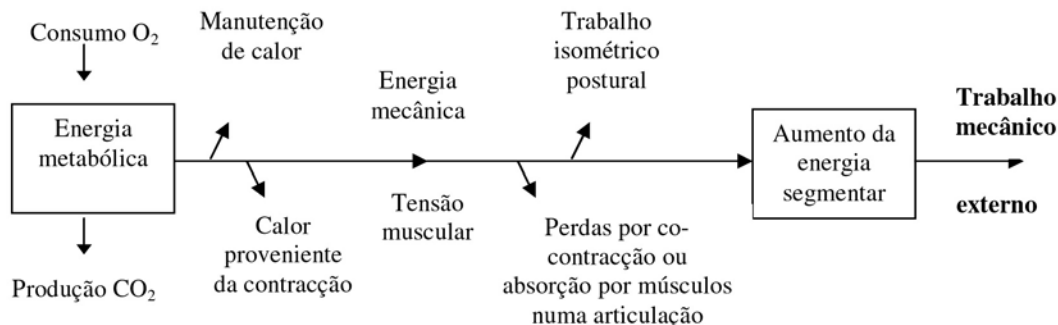 Consumo O₂
Energia
metabólica
Produção CO₂
Manutenção
de calor
Calor
proveniente
da contracção
Energia
mecânica
Tensão
muscular
Trabalho
isométrico
postural
Perdas por co-
contracção ou
absorção por músculos
numa articulação
Aumento da
energia
segmentar
Trabalho
mecânico
externo